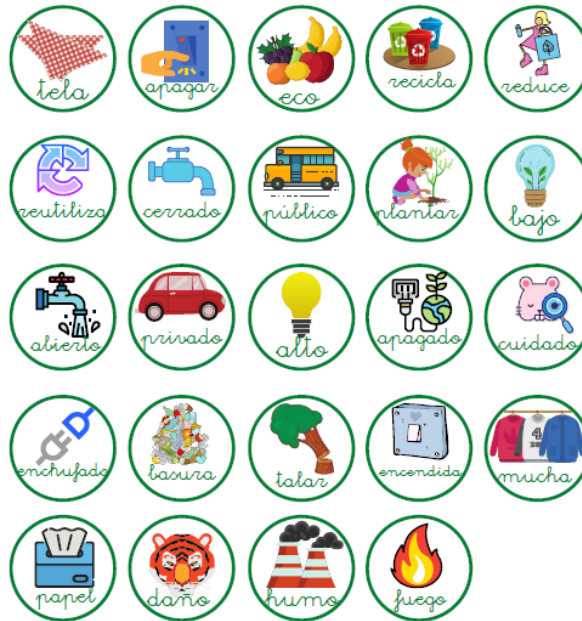 tela
apagar
eco
recicla
reduce
reutiliza
cerrado
público
plantar
bajo
abierto
privado
alto
apagado
cuidado
enchufado
basura
talar
encendida
4
mucha
papel
daño
humo
fuego